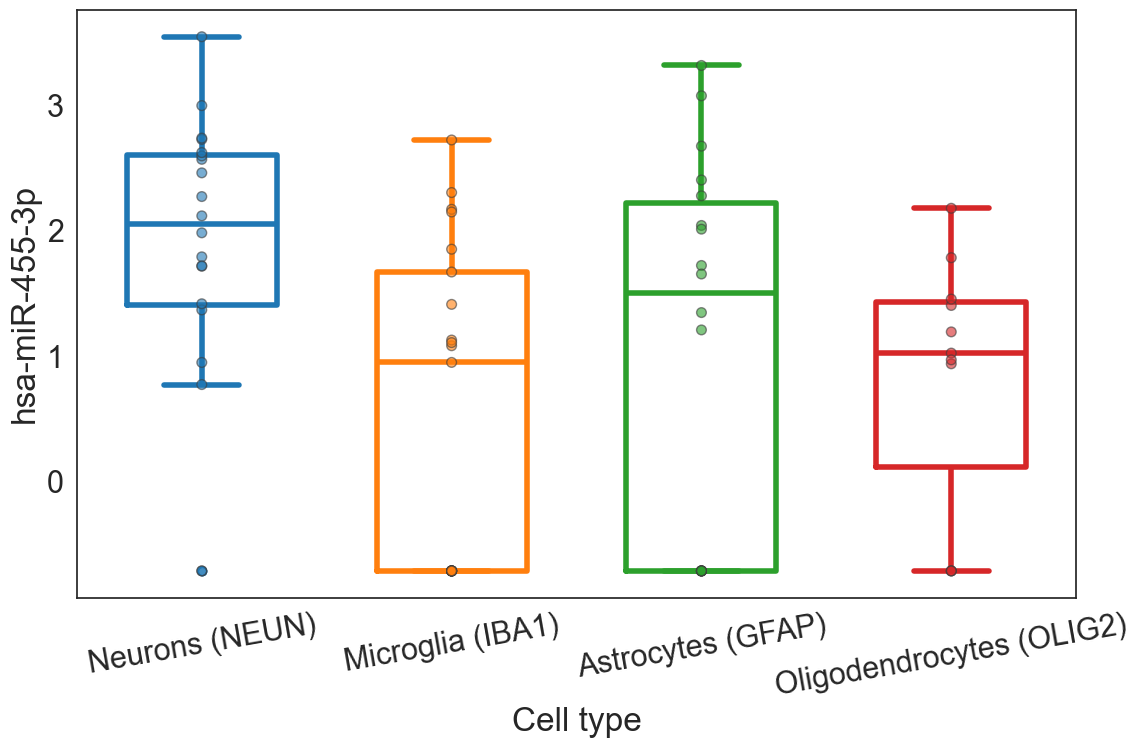 hsa-miR-455-3p
3
2
1
0
Neurons (NEUN)
Microglia (IBA1)
Astrocytes (GFAP)
Oligodendrocytes (OLIG2)
Cell type